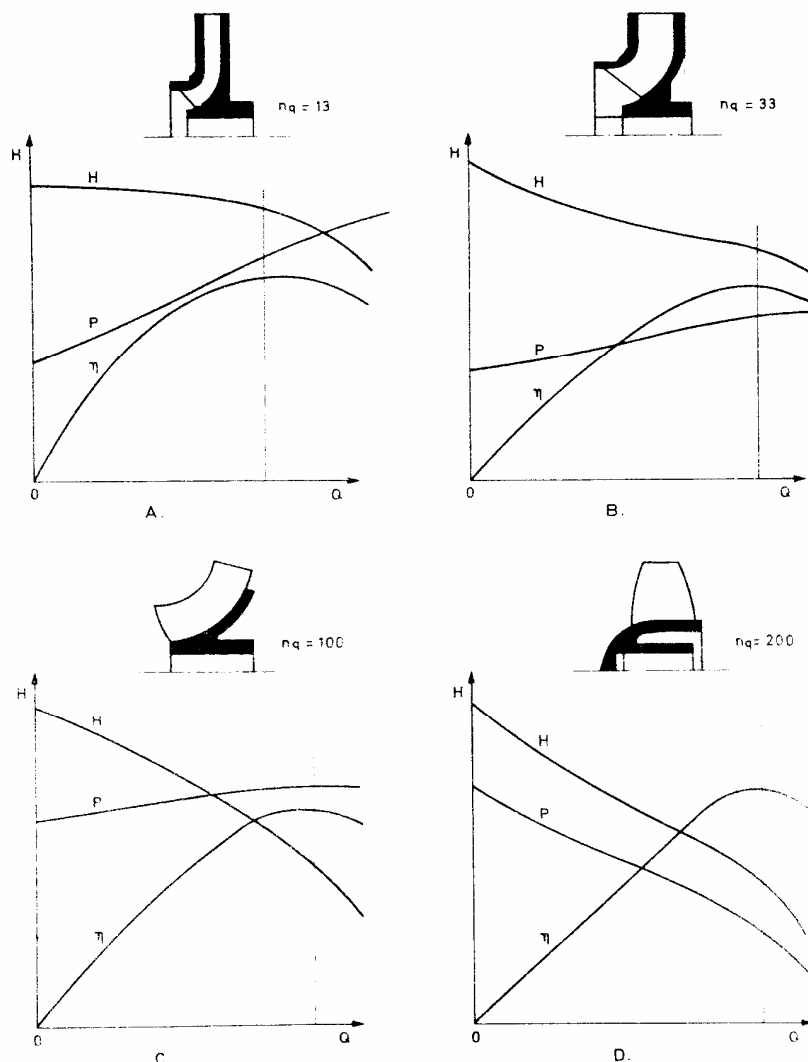 nq = 13
H
H
P
η
0
Q
A.
nq = 33
H
H
P
η
0
Q
B.
nq = 100
H
H
P
η
0
Q
C
nq = 200
H
H
P
η
0
Q
D.